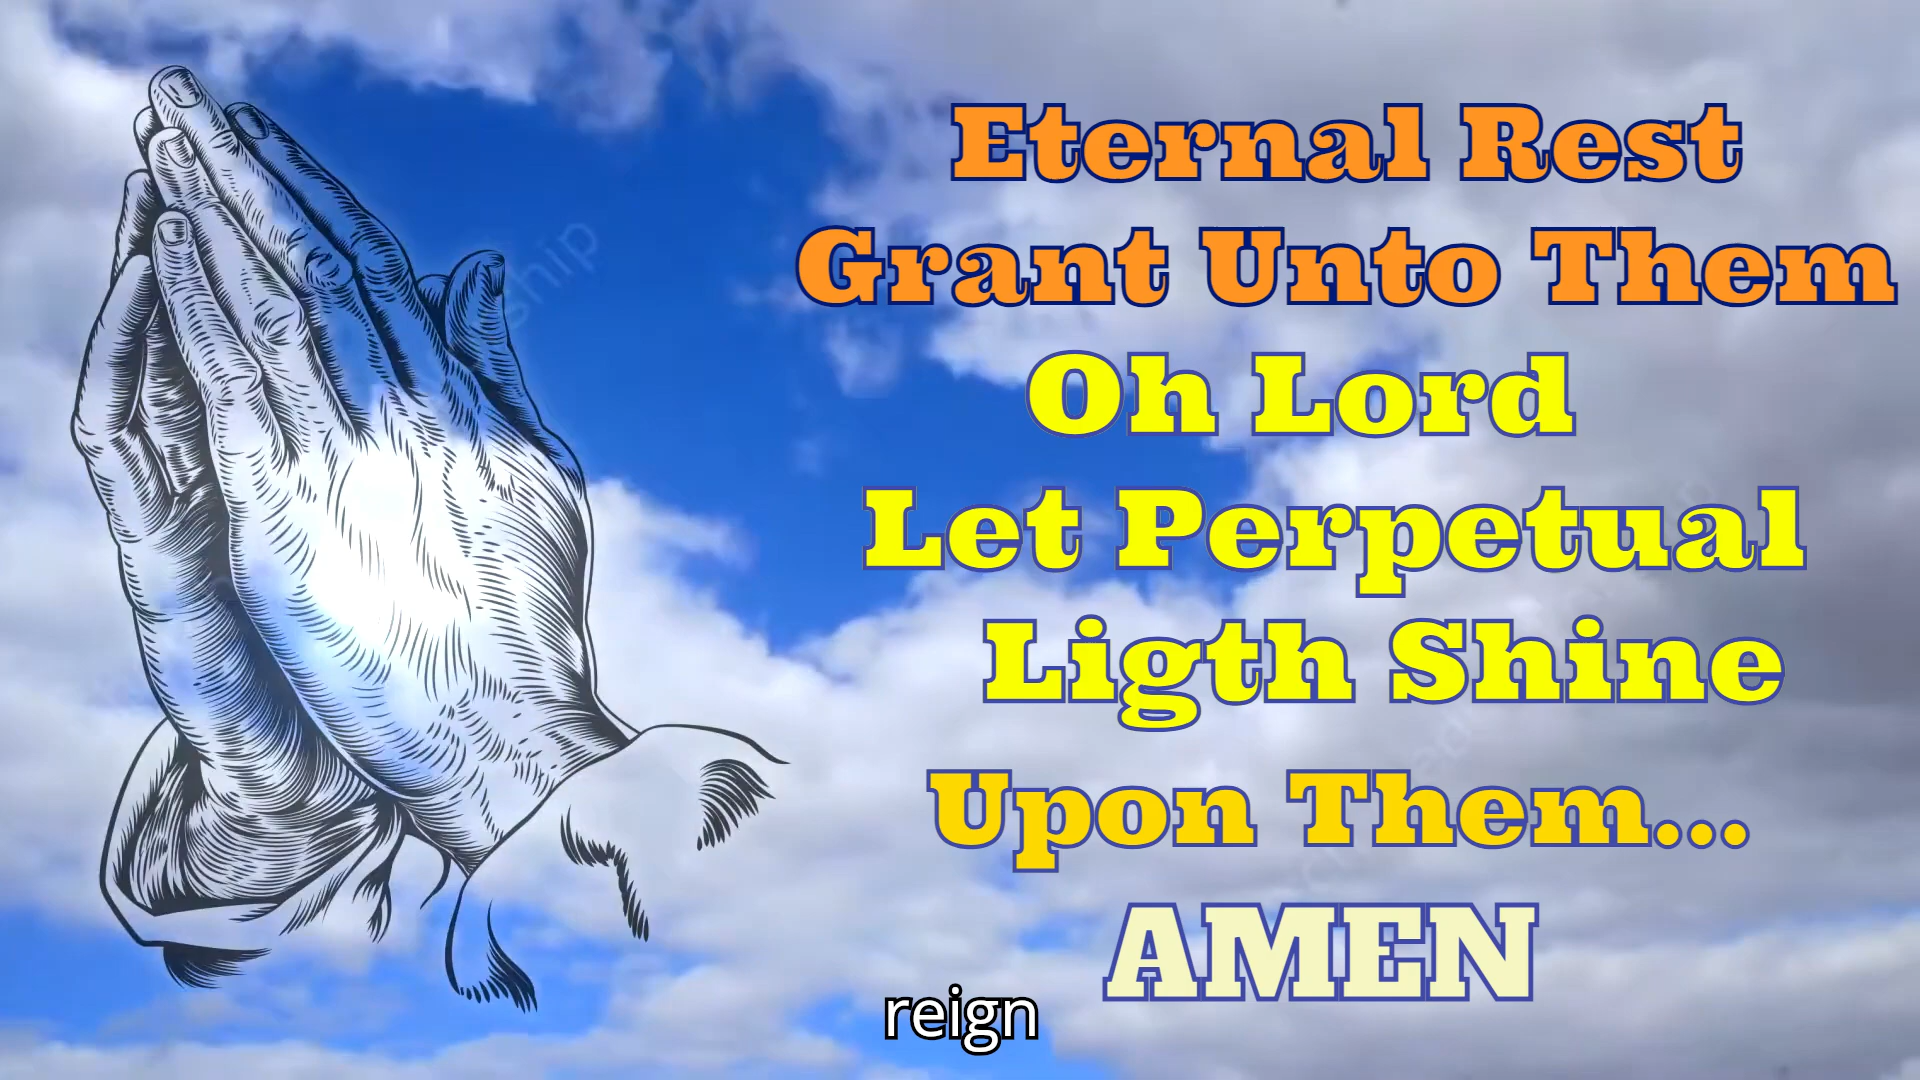 Eternal Rest
Grant Unto Them
Oh Lord
Let Perpetual
Ligth Shine
Upon Them...
AMEN
reign